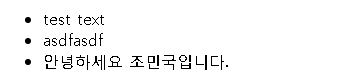 • test text
• asdfasdf
• 안녕하세요 조민국입니다.